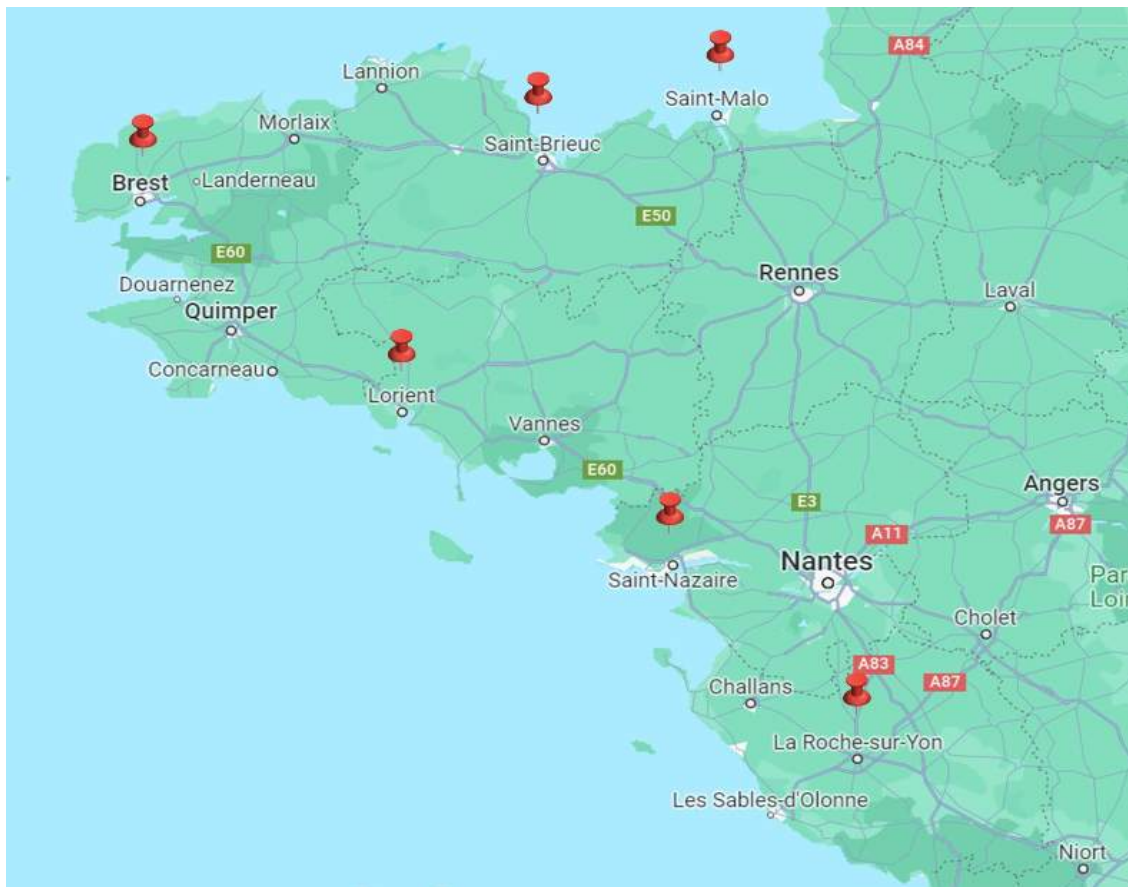 A84
Lannion
Saint-Malo
Morlaix
Saint-Brieuc
Brest
Landerneau
E50
E60
Rennes
Douarnenez
Laval
Quimper
Concarneau
Lorient
Vannes
E60
Angers
E3
A87
A11
Nantes
Saint-Nazaire
Par
Loir
Cholet
A83
A87
Challans
La Roche-sur-Yon
Les Sables-d'Olonne
Niort